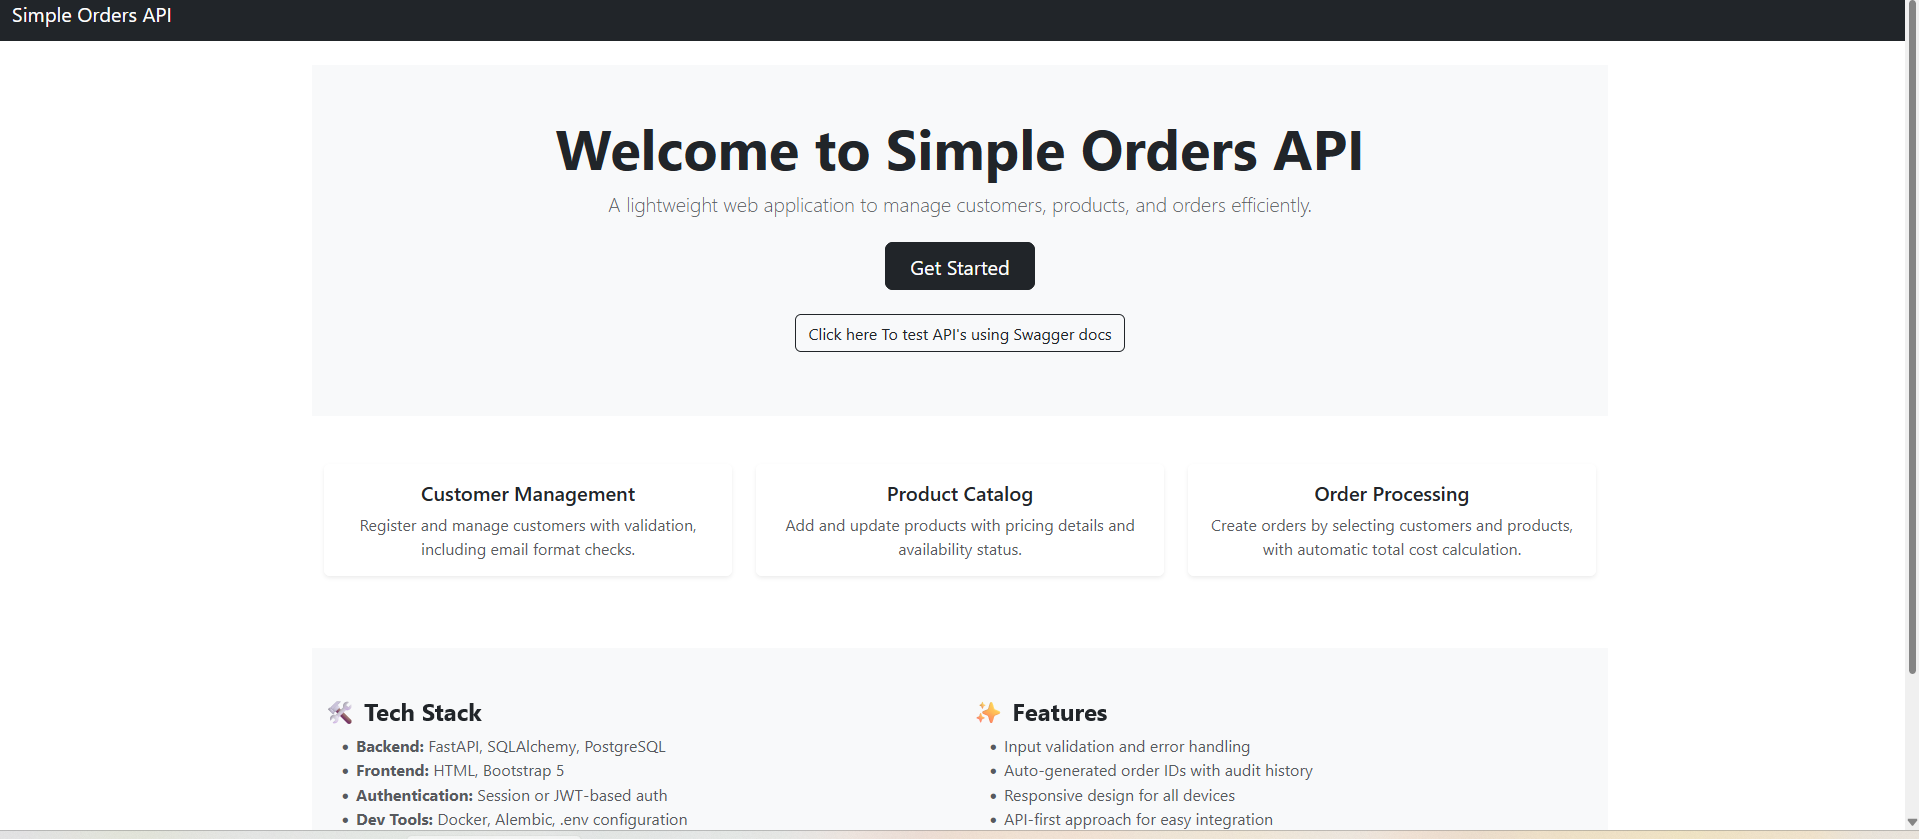 Simple Orders API
Welcome to Simple Orders API
A lightweight web application to manage customers, products, and orders efficiently.
Get Started
Click here To test API's using Swagger docs
Customer Management
Register and manage customers with validation,
including email format checks.
Product Catalog
Add and update products with pricing details and
availability status.
Order Processing
Create orders by selecting customers and products,
with automatic total cost calculation.
🛠️ Tech Stack
• Backend: FastAPI, SQLAlchemy, PostgreSQL
• Frontend: HTML, Bootstrap 5
• Authentication: Session or JWT-based auth
• Dev Tools: Docker, Alembic, .env configuration
✨ Features
• Input validation and error handling
• Auto-generated order IDs with audit history
• Responsive design for all devices
• API-first approach for easy integration